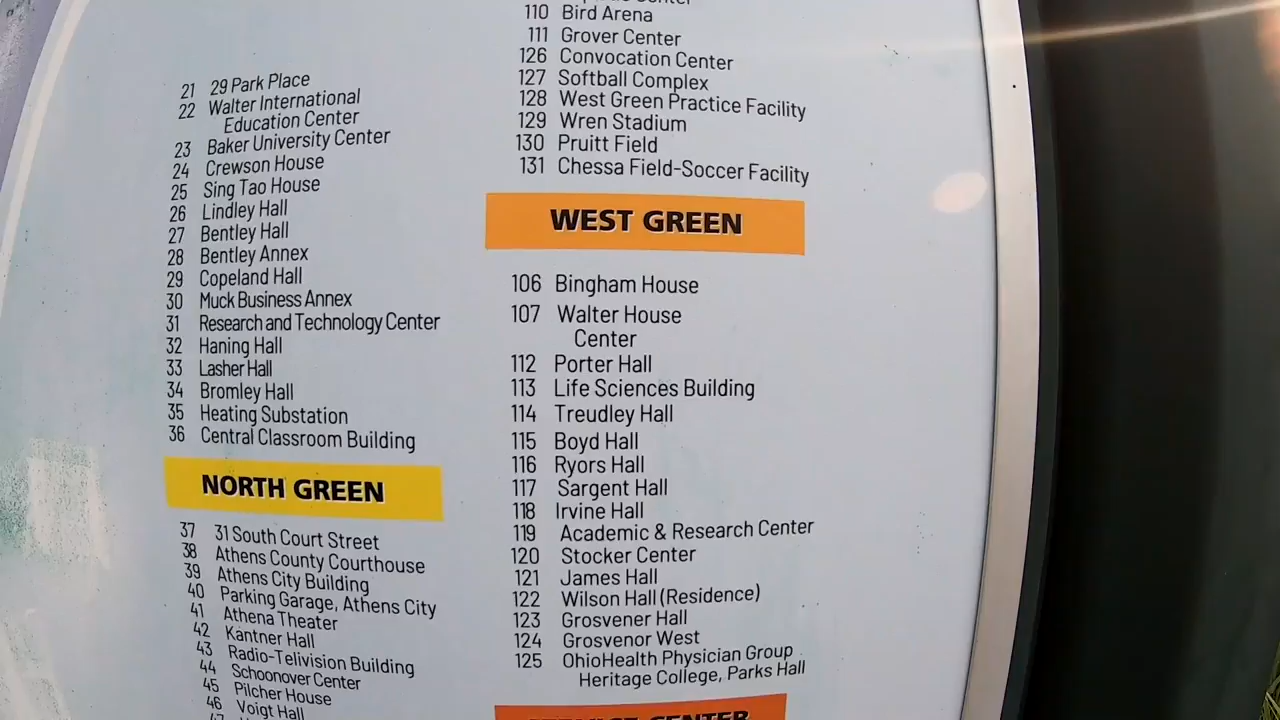 21 29 Park Place
22 Walter International
Education Center
23 Baker University Center
24 Crewson House
25 Sing Tao House
26 Lindley Hall
27 Bentley Hall
28 Bentley Annex
29 Copeland Hall
30 Muck Business Annex
31 Research and Technology Center
32 Haning Hall
33 Lasher Hall
34 Bromley Hall
35 Heating Substation
36 Central Classroom Building
NORTH GREEN
37 31 South Court Street
38 Athens County Courthouse
39 Athens City Building
40 Parking Garage, Athens City
41 Athena Theater
42 Kantner Hall
43 Radio-Telivision Building
44 Schoonover Center
45 Pilcher House
46 Voigt Hall
110 Bird Arena
111 Grover Center
126 Convocation Center
127 Softball Complex
128 West Green Practice Facility
129 Wren Stadium
130 Pruitt Field
131 Chessa Field-Soccer Facility
WEST GREEN
106 Bingham House
107 Walter House
Center
112 Porter Hall
113 Life Sciences Building
114 Treudley Hall
115 Boyd Hall
116 Ryors Hall
117 Sargent Hall
118 Irvine Hall
119 Academic & Research Center
120 Stocker Center
121 James Hall
122 Wilson Hall (Residence)
123 Grosvener Hall
124 Grosvenor West
125 OhioHealth Physician Group
Heritage College, Parks Hall
CENTER